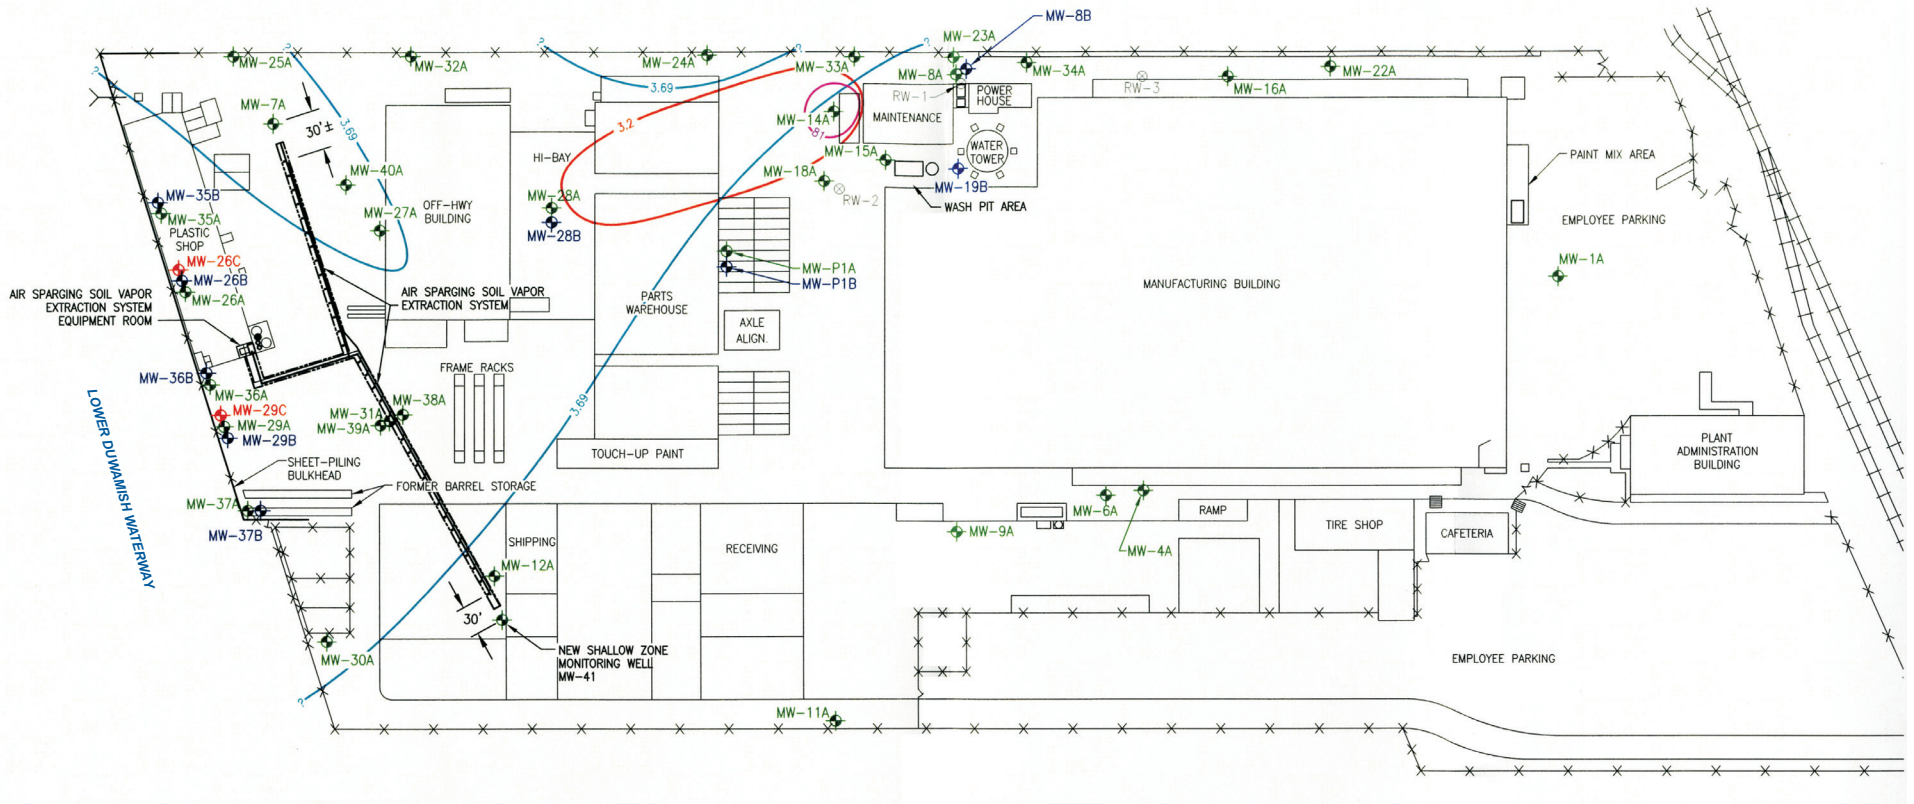 MW-8B
MW-23A
MW-25A
MW-32A
MW-24A
MW-33A
MW-8A
MW-34A
MW-22A
MW-16A
RW-3
RW-1
POWER
HOUSE
3.69
MW-7A
30'±
3.69
3.2
MW-14A
81
MAINTENANCE
MW-15A
WATER
TOWER
PAINT MIX AREA
HI-BAY
MW-40A
MW-18A
MW-19B
RW-2
WASH PIT AREA
MW-35B
MW-35A
PLASTIC
SHOP
MW-27A
OFF-HWY
BUILDING
MW-28A
MW-28B
EMPLOYEE PARKING
MW-26C
MW-26B
MW-26A
MW-P1A
MW-P1B
MW-1A
MANUFACTURING BUILDING
AIR SPARGING SOIL VAPOR
EXTRACTION SYSTEM
EQUIPMENT ROOM
AIR SPARGING SOIL VAPOR
EXTRACTION SYSTEM
PARTS
WAREHOUSE
AXLE
ALIGN.
FRAME RACKS
MW-36B
MW-36A
MW-29C
MW-29A
MW-29B
MW-31A
MW-38A
MW-39A
3.69
LOWER DUWAMISH WATERWAY
TOUCH-UP PAINT
PLANT
ADMINISTRATION
BUILDING
SHEET-PILING
BULKHEAD
FORMER BARREL STORAGE
MW-37A
MW-37B
SHIPPING
RECEIVING
MW-9A
MW-6A
MW-4A
RAMP
TIRE SHOP
CAFETERIA
MW-12A
30'
NEW SHALLOW ZONE
MONITORING WELL
MW-41
MW-30A
EMPLOYEE PARKING
MW-11A
?
?
?
?
?
?